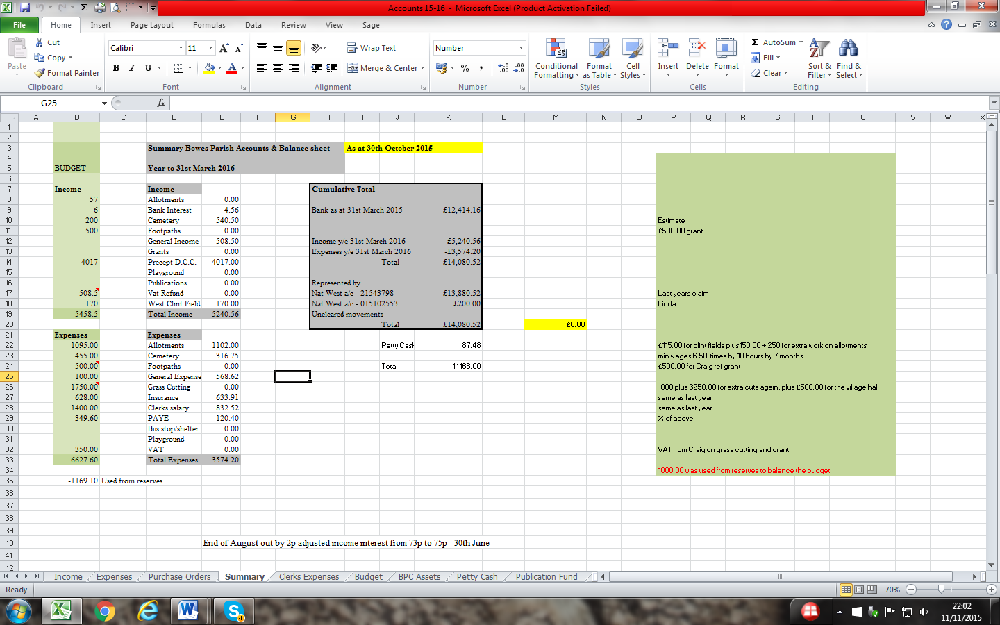 Accounts 15-16 - Microsoft Excel (Product Activation Failed)
File Home Insert Page Layout Formulas Data Review View Sage
Cut
Copy
Format Painter
Paste
Clipboard
Calibri 11
B I U
Font
Wrap Text
Merge & Center
Alignment
Number
% ,
Number
Conditional Formatting
Format as Table
Cell Styles
Styles
Insert Delete Format
Cells
AutoSum
Fill
Clear
Sort & Filter
Find & Select
Editing
G25 fx
A B C D E F G H I J K L M N O P Q R S T U V W X
1
2
3 Summary Bowes Parish Accounts & Balance sheet As at 30th October 2015
4
5 BUDGET Year to 31st March 2016
6
7 Income Income Cumulative Total
8 57 Allotments 0.00
9 6 Bank Interest 4.56 Bank as at 31st March 2015 £12,414.16
10 200 Cemetery 540.50 Estimate
11 500 Footpaths 0.00 £500.00 grant
12 General Income 508.50 Income y/e 31st March 2016 £5,240.56
13 Grants 0.00 Expenses y/e 31st March 2016 -£3,574.20
14 4017 Precept D.C.C. 4017.00 Total £14,080.52
15 Playground 0.00
16 Publications 0.00 Represented by
17 508.5 Vat Refund 0.00 Nat West a/c - 21543798 £13,880.52 Last years claim
18 170 West Clint Field 170.00 Nat West a/c - 015102553 £200.00 Linda
19 5458.5 Total Income 5240.56 Uncleared movements
20 Total £14,080.52 £0.00
21 Expenses Expenses
22 1095.00 Allotments 1102.00 Petty Cash 87.48 £115.00 for clint fields plus150.00 + 250 for extra work on allotments
23 455.00 Cemetery 316.75 min wages 6.50 times by 10 hours by 7 months
24 500.00 Footpaths 0.00 Total 14168.00 £500.00 for Craig ref grant
25 100.00 General Expense 568.62
26 1750.00 Grass Cutting 0.00 1000 plus 3250.00 for extra cuts again, plus £500.00 for the village hall
27 628.00 Insurance 633.91 same as last year
28 1400.00 Clerks salary 832.52 same as last year
29 349.60 PAYE 120.40 % of above
30 Bus stop/shelter 0.00
31 Playground 0.00
32 350.00 VAT 0.00 VAT from Craig on grass cutting and grant
33 6627.60 Total Expenses 3574.20
34 1000.00 was used from reserves to balance the budget
35 -1169.10 Used from reserves
36
37
38
39
40 End of August out by 2p adjusted income interest from 73p to 75p - 30th June
41
42
Income Expenses Purchase Orders Summary Clerks Expenses Budget BPC Assets Petty Cash Publication Fund
Ready 70%
4
22:02
11/11/2015